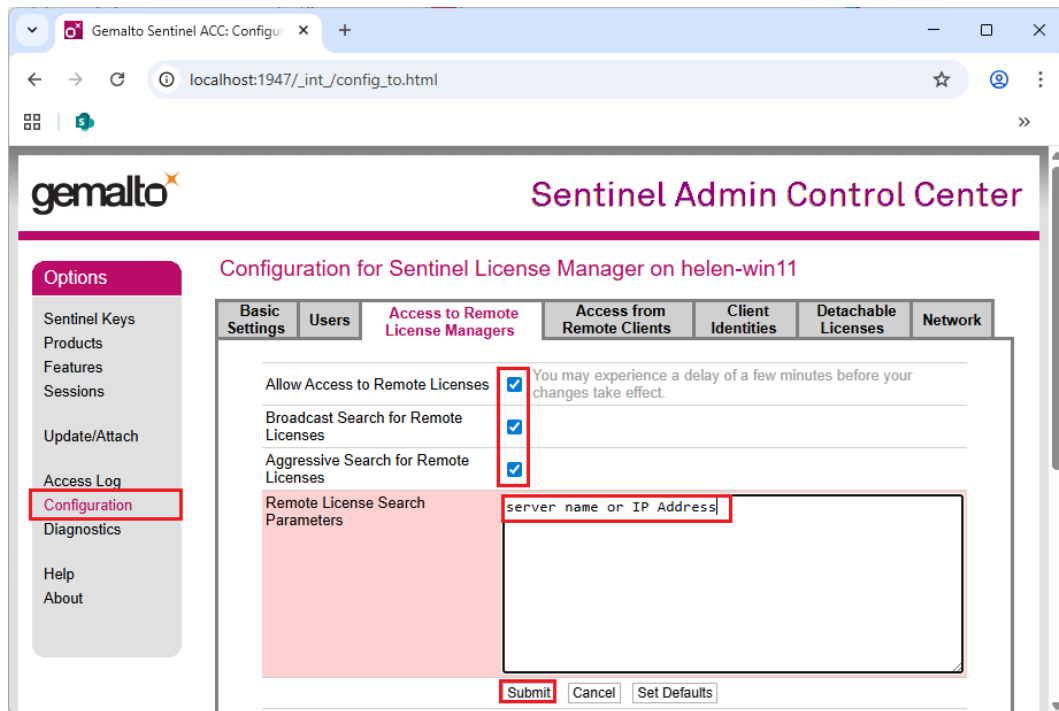 Gemalto Sentinel ACC: Configur
localhost:1947/_int_/config_to.html
gemalto
Sentinel Admin Control Center
Options
Sentinel Keys
Products
Features
Sessions
Update/Attach
Access Log
Configuration
Diagnostics
Help
About
Configuration for Sentinel License Manager on helen-win11
Basic
Settings
Users
Access to Remote
License Managers
Access from
Remote Clients
Client
Identities
Detachable
Licenses
Network
Allow Access to Remote Licenses
You may experience a delay of a few minutes before your
changes take effect.
Broadcast Search for Remote
Licenses
Aggressive Search for Remote
Licenses
Remote License Search
Parameters
server name or IP Address
Submit
Cancel
Set Defaults